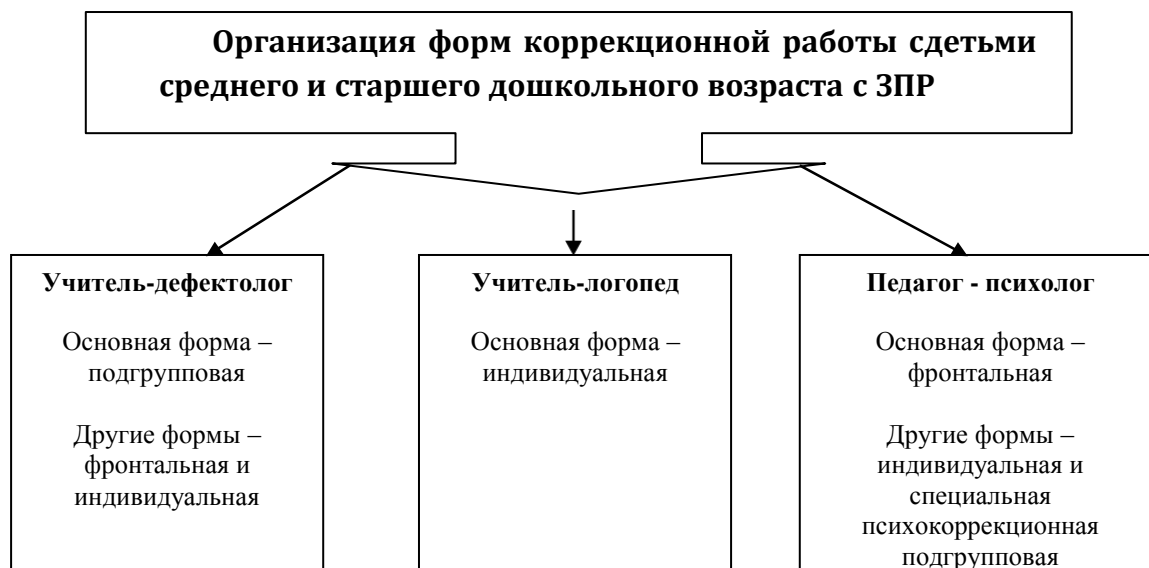 Организация форм коррекционной работы сдетьми
среднего и старшего дошкольного возраста с ЗПР
Учитель-дефектолог
Основная форма –
подгрупповая
Другие формы –
фронтальная и
индивидуальная
Учитель-логопед
Основная форма –
индивидуальная
Педагог - психолог
Основная форма –
фронтальная
Другие формы –
индивидуальная и
специальная
психокоррекционная
подгрупповая